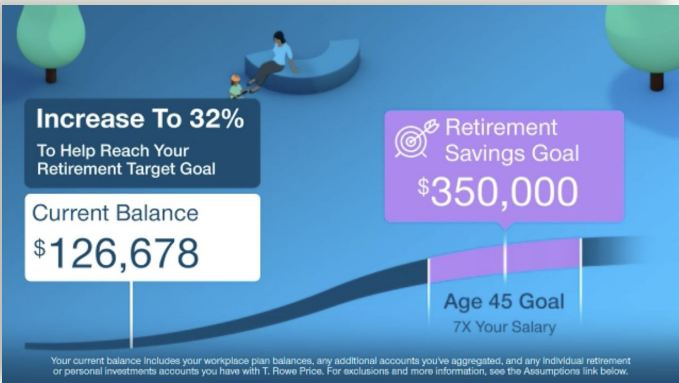 Increase To 32%
To Help Reach Your
Retirement Target Goal
Current Balance
$126,678
Retirement
Savings Goal
$350,000
Age 45 Goal
7X Your Salary
Your current balance includes your workplace plan balances, any additional accounts you've aggregated, and any individual retirement
or personal investments accounts you have with T. Rowe Price. For exclusions and more information, see the Assumptions link below.